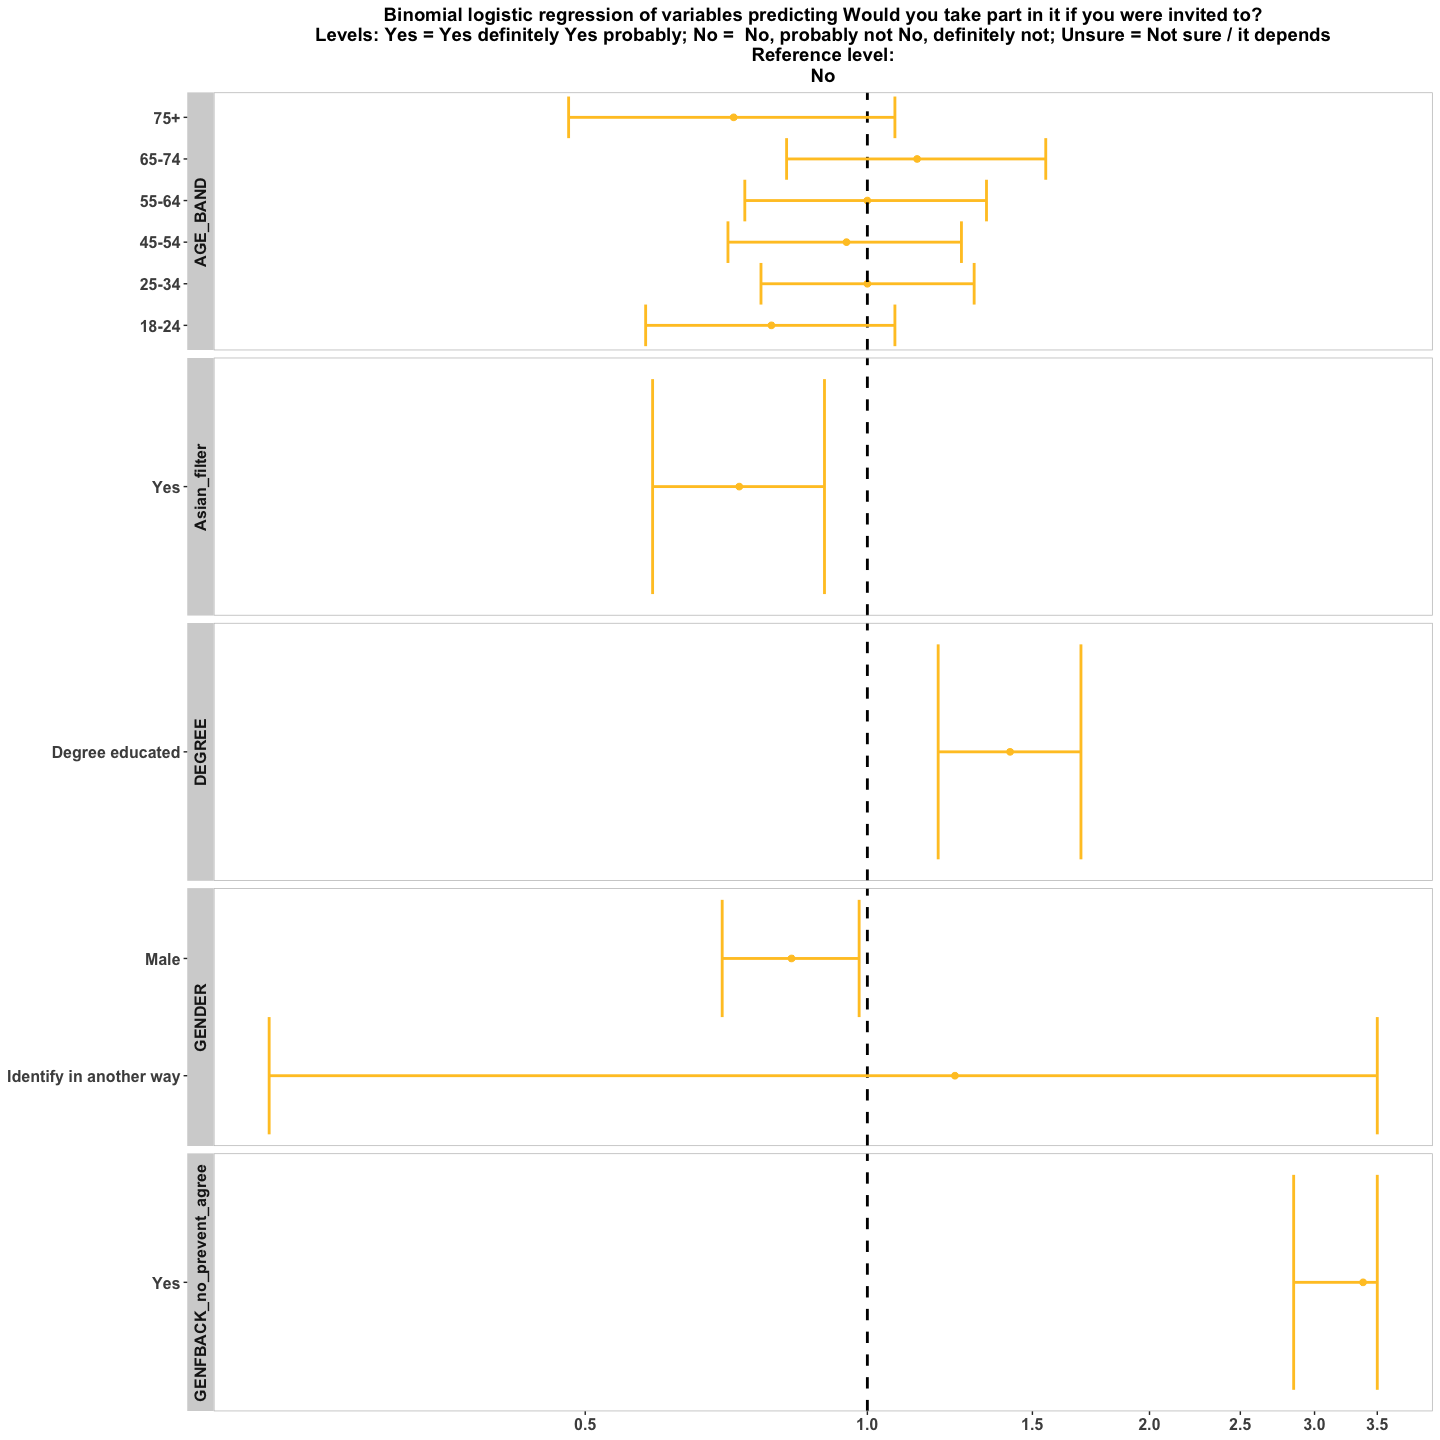 Binomial logistic regression of variables predicting Would you take part in it if you were invited to?
Levels: Yes = Yes definitely Yes probably; No =  No, probably not No, definitely not; Unsure = Not sure / it depends
Reference level:
No
AGE_BAND
75+
65-74
55-64
45-54
25-34
18-24
Asian_filter
Yes
DEGREE
Degree educated
GENDER
Male
Identify in another way
GENFBACK_no_prevent_agree
Yes
0.5 1.0 1.5 2.0 2.5 3.0 3.5